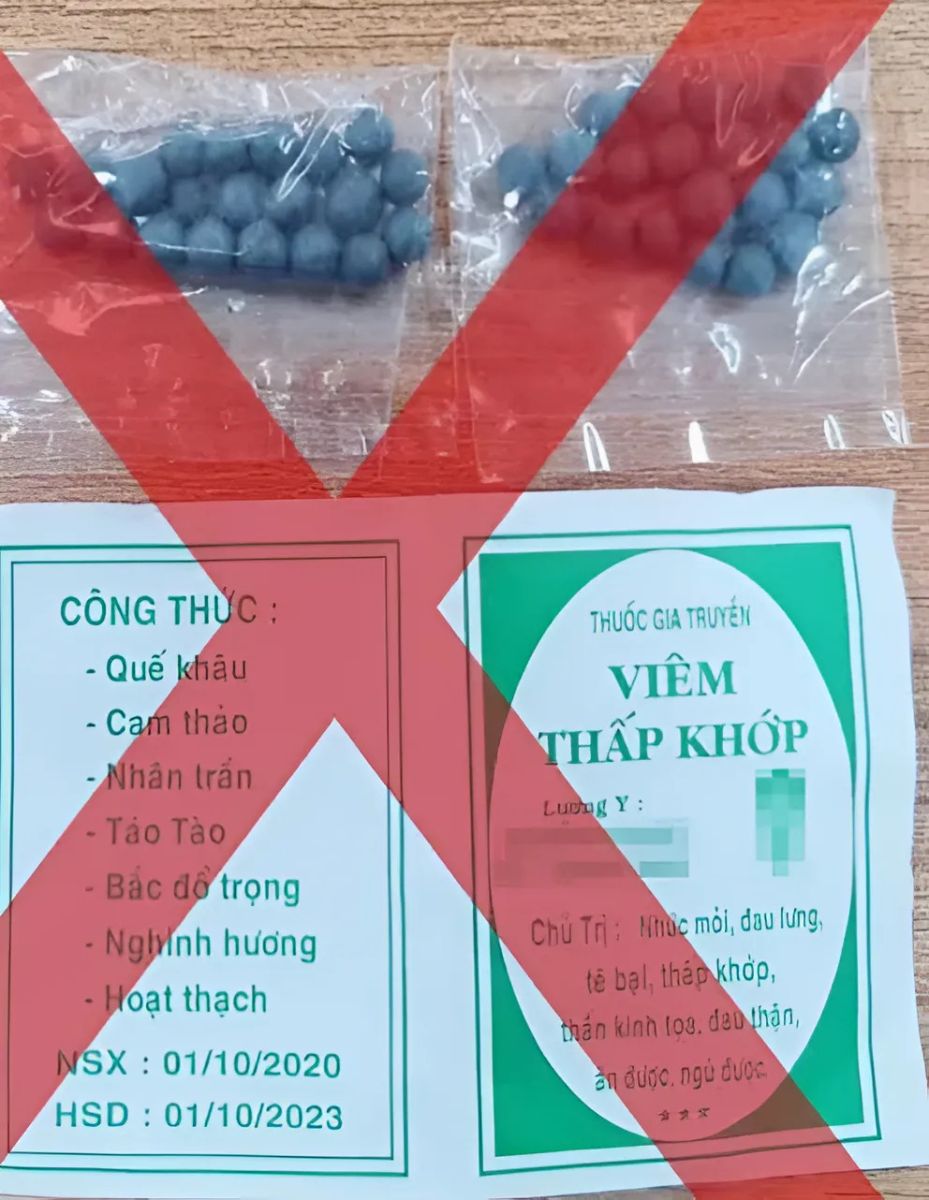 CÔNG THỨC :
- Quế khâu
- Cam thảo
- Nhân trần
- Táo Tào
- Bắc đổ trọng
- Nghinh hương
- Hoạt thạch
NSX : 01/10/2020
HSD : 01/10/2023
THUỐC GIA TRUYỀN
VIÊM
THẤP KHỚP
Lương Y :
Chủ Trị : Nhức mỏi, đau lưng,
tê bại, thấp khớp,
thần kinh tọa, đau thận,
ăn được, ngủ được.